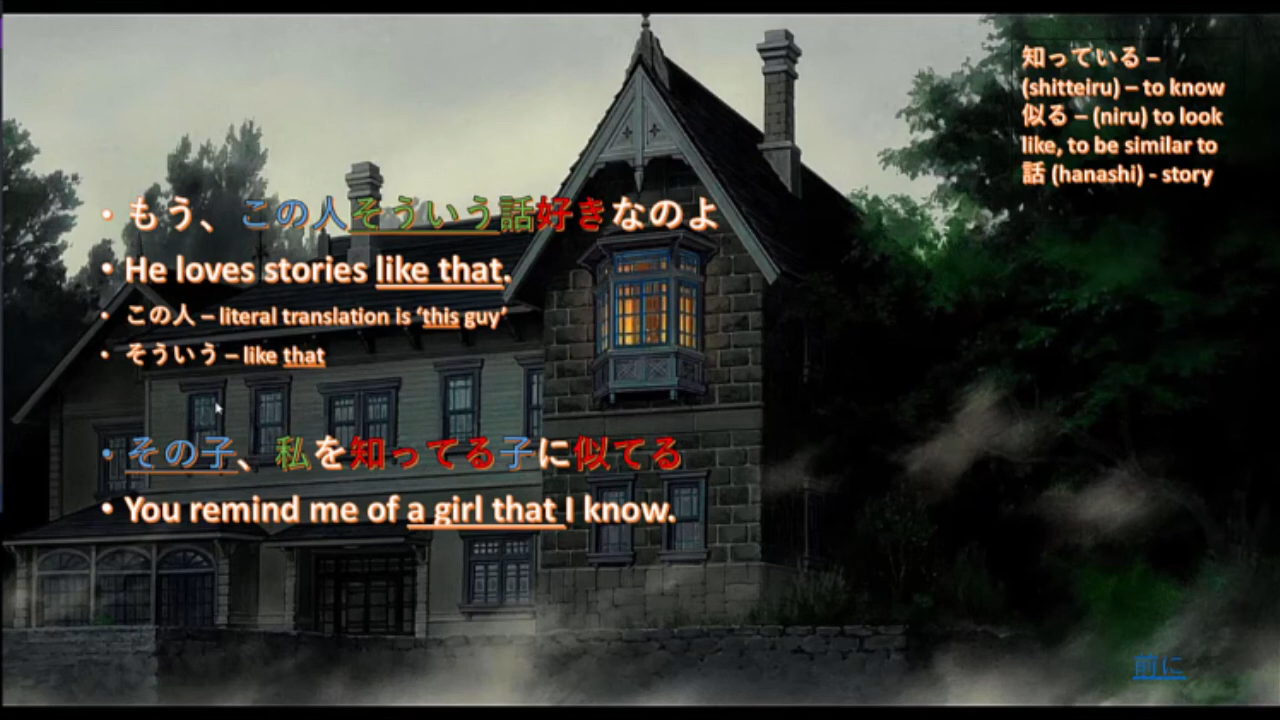 知っている –
(shitteiru) – to know
似る – (niru) to look
like, to be similar to
話 (hanashi) - story
• もう、この人そういう話好きなのよ
• He loves stories like that.
• この人 – literal translation is ‘this guy’
• そういう – like that
• その子、私を知ってる子に似てる
• You remind me of a girl that I know.
前に